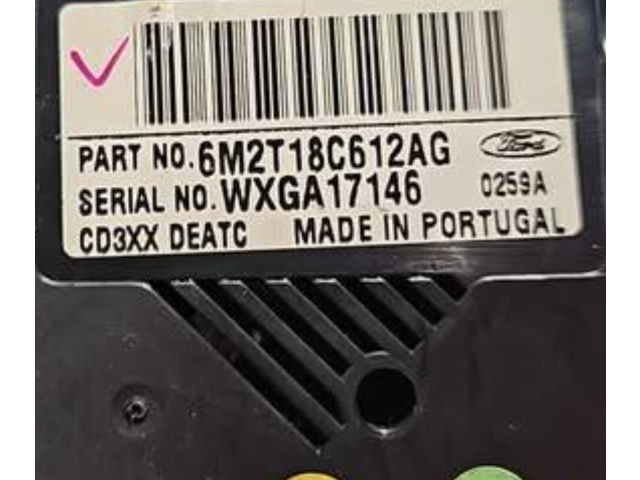 PART NO. 6M2T18C612AG Ford
SERIAL NO. WXGA17146 0259A
CD3XX DEATC MADE IN PORTUGAL